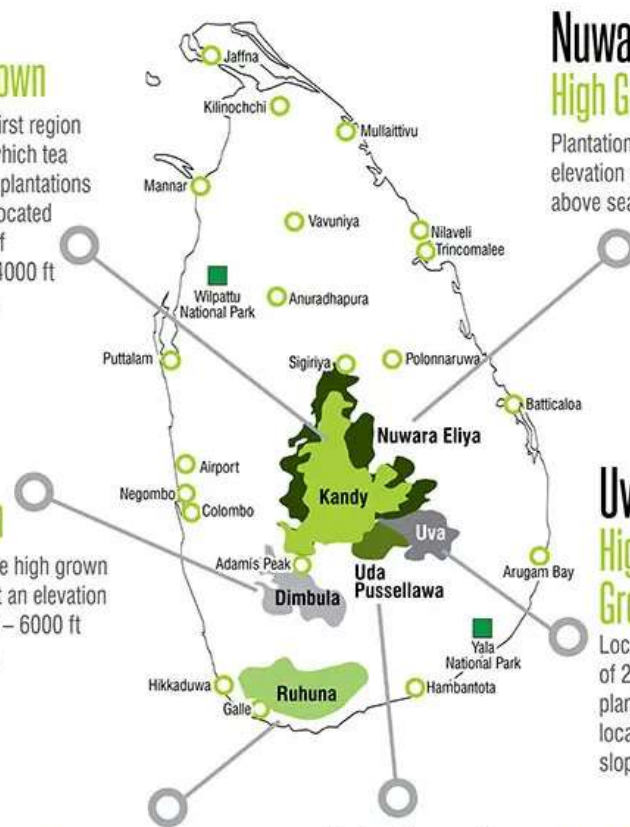 own
irst region
which tea
plantations
ocated
f
4000 ft
Nuwa
High G
Plantation
elevation
above sea
Jaffna
Kilinochchi
Mullaittivu
Mannar
Vavuniya
Nilaveli
Trincomalee
Wilpattu
National Park
Anuradhapura
Puttalam
Sigiriya
Polonnaruwa
Batticaloa
Nuwara Eliya
Airport
Negombo
Colombo
Kandy
Uva
Adamís Peak
Uda
Pussellawa
Dimbula
Arugam Bay
Yala
National Park
Hikkaduwa
Ruhuna
Galle
Hambantota
e high grown
t an elevation
– 6000 ft
Uv
Hig
Gro
Loc
of 2
plan
loca
slop